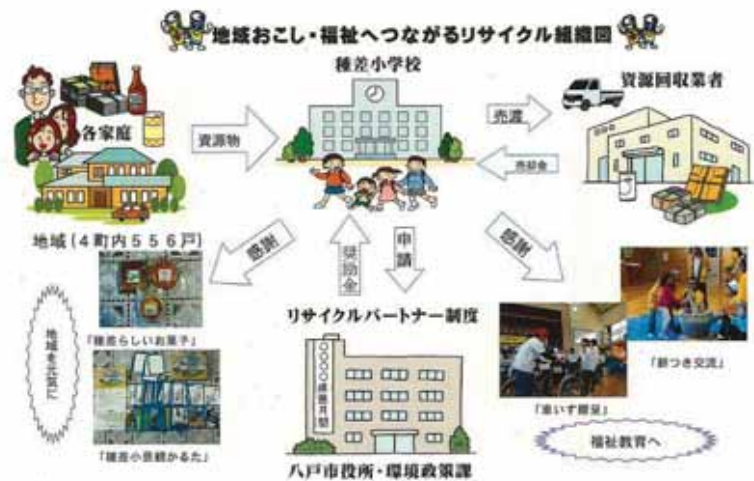 地域おこし・福祉へつながるリサイクル組織図
種差小学校
資源回収業者
各家庭
資源物
売渡
売却金
地域(4町内556戸)
感謝
奨励金
申請
感謝
地域を元気に
「種差らしいお菓子」
リサイクルパートナー制度
「餅つき交流」
「車いす贈呈」
「種差小景観かるた」
福祉教育へ
八戸市役所・環境政策課